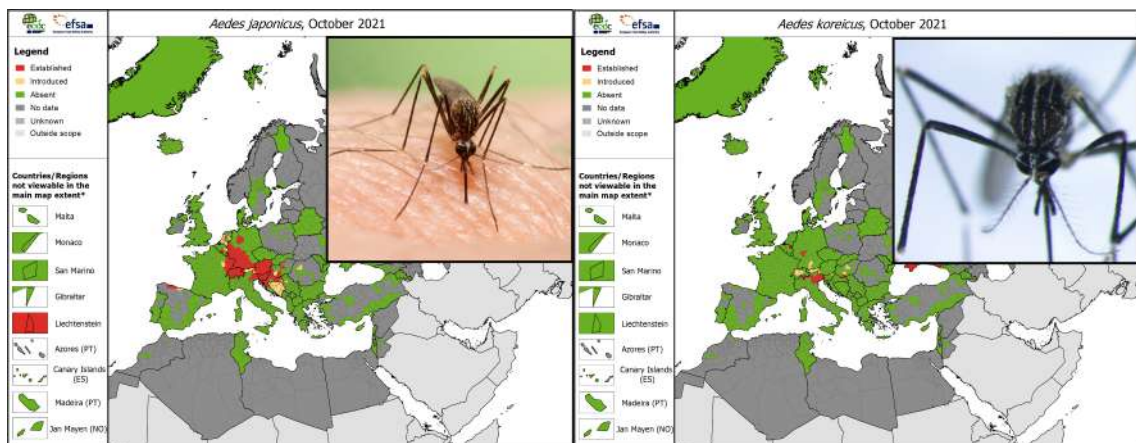 ecdc
efsa
Aedes japonicus, October 2021
Legend
Established
Introduced
Absent
No data
Unknown
Outside scope
Countries/Regions
not viewable in the
main map extent*
Malta
Monaco
San Marino
Gibraltar
Liechtenstein
Azores (PT)
Canary Islands
(ES)
Madeira (PT)
Jan Mayen (NO)
ecdc
efsa
Aedes koreicus, October 2021
Legend
Established
Introduced
Absent
No data
Unknown
Outside scope
Countries/Regions
not viewable in the
main map extent*
Malta
Monaco
San Marino
Gibraltar
Liechtenstein
Azores (PT)
Canary Islands
(ES)
Madeira (PT)
Jan Mayen (NO)